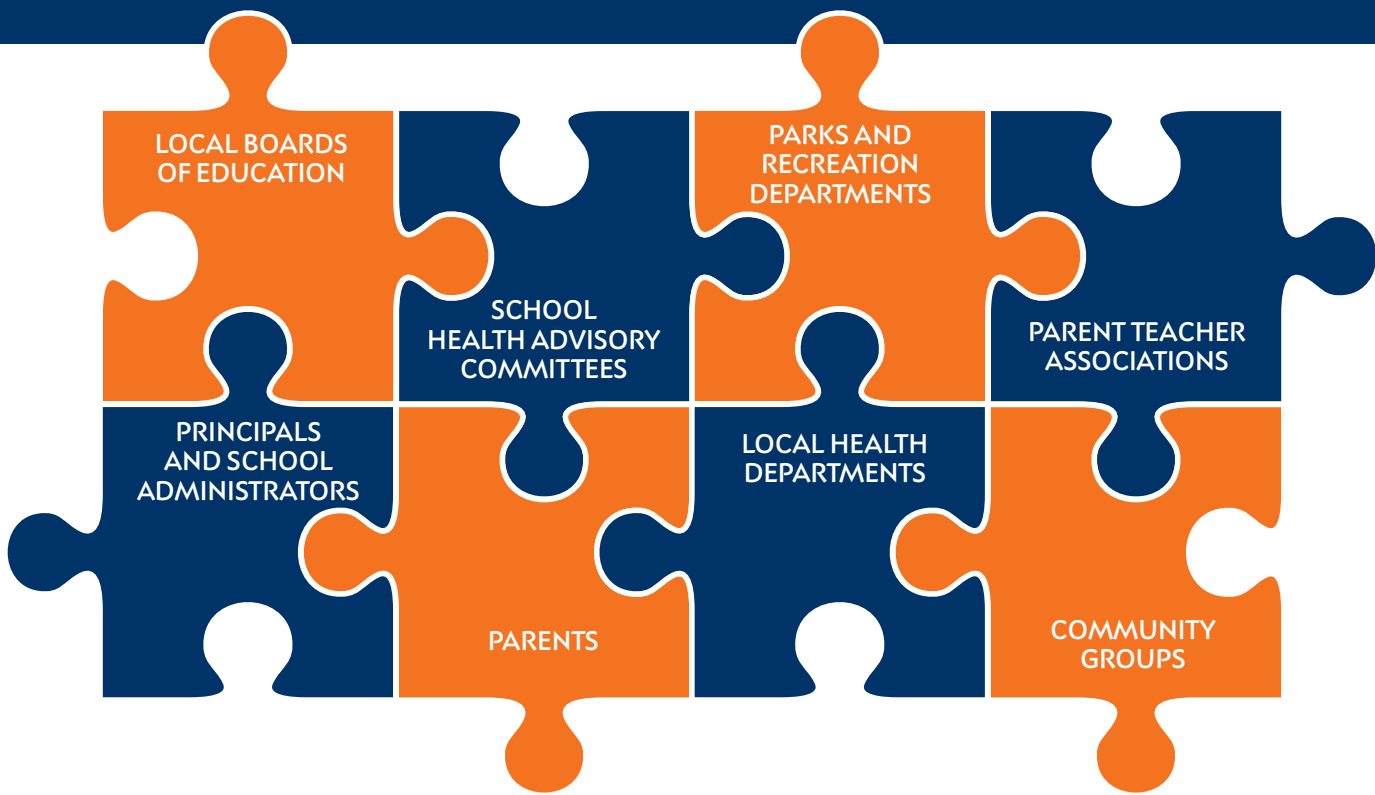 LOCAL BOARDS
OF EDUCATION
SCHOOL
HEALTH ADVISORY
COMMITTEES
PARKS AND
RECREATION
DEPARTMENTS
PARENT TEACHER
ASSOCIATIONS
PRINCIPALS
AND SCHOOL
ADMINISTRATORS
PARENTS
LOCAL HEALTH
DEPARTMENTS
COMMUNITY
GROUPS